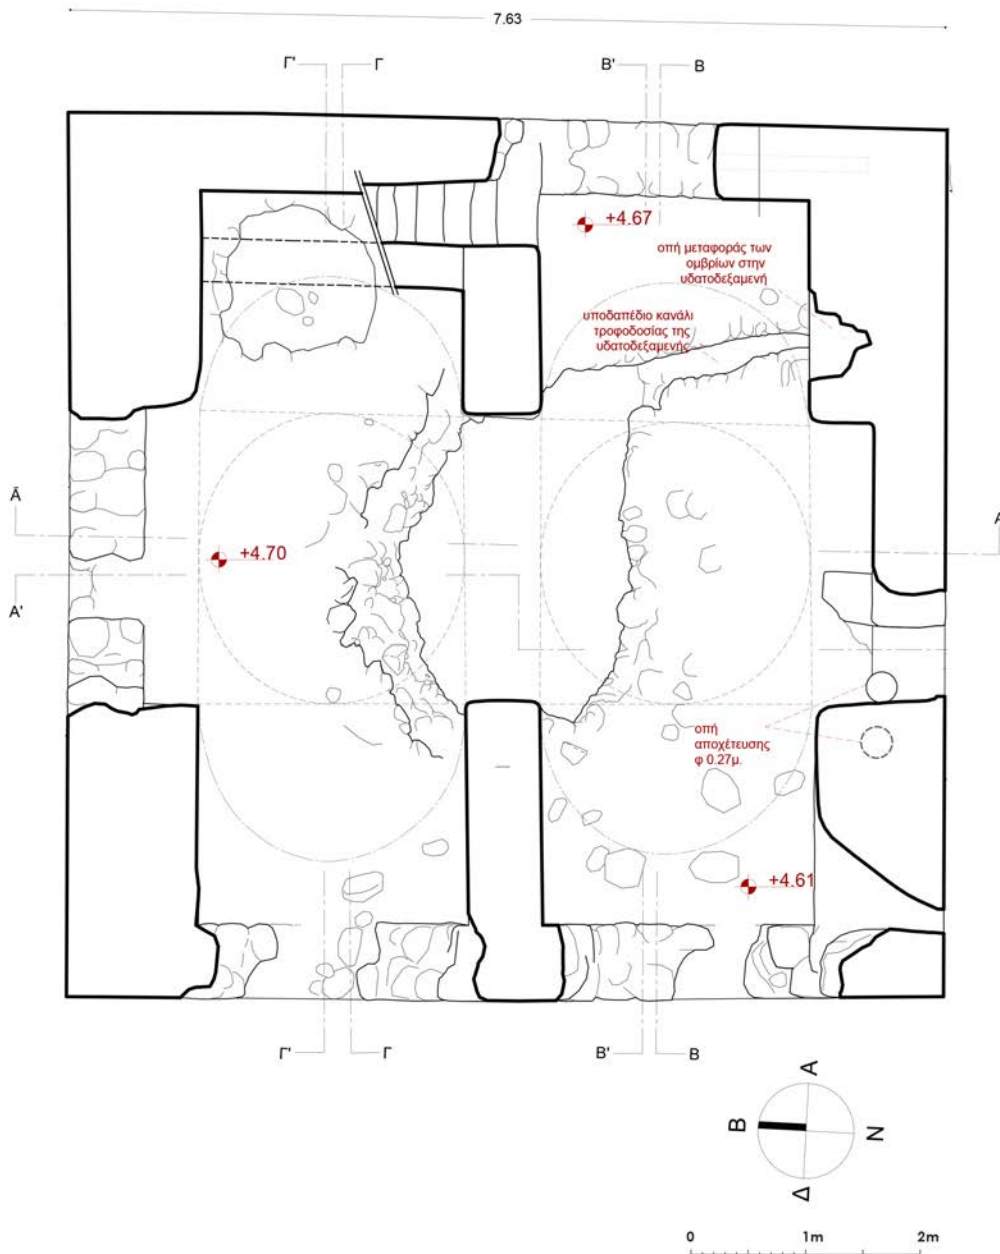 7.63
Γ' Γ
Β' Β
+4.67
οπή μεταφοράς των
ομβρίων στην
υδατοδεξαμενή
υποδαπέδιο κανάλι
τροφοδοσίας της
υδατοδεξαμενής
Ā
Α
+4.70
Α'
οπή
αποχέτευσης
φ 0.27μ.
+4.61
Γ' Γ
Β' Β
Α
Β
Ν
Δ
0 1m 2m